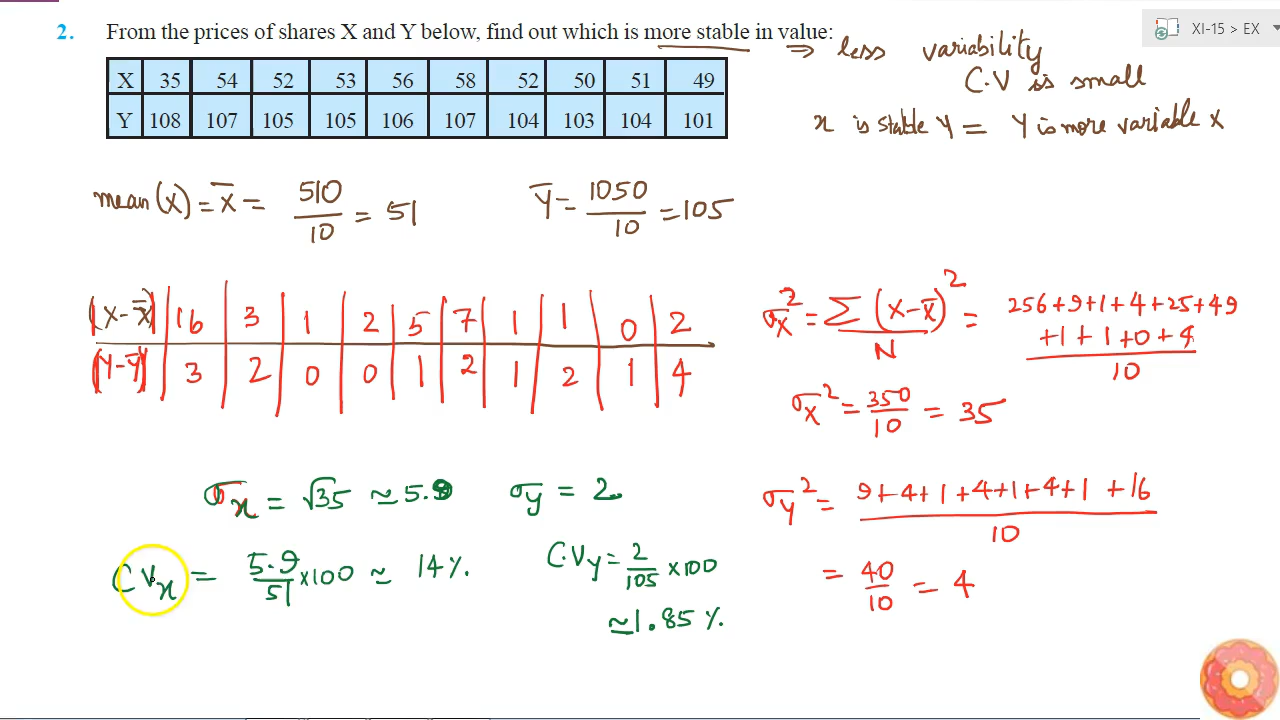 2. From the prices of shares X and Y below, find out which is more stable in value:
XI-15 > EX
⇒ less variability
C.V is small
x is stable Y = Y is more variable X
X 35 54 52 53 56 58 52 50 51 49
Y 108 107 105 105 106 107 104 103 104 101
mean(X) = X̅ = 510/10 = 51
Y̅ = 1050/10 = 105
|X-X̅| 16 3 1 2 5 7 1 1 0 2
|Y-Y̅| 3 2 0 0 1 2 1 2 1 4
σx² = Σ(X-X̅)²/N = 256+9+1+4+25+49
+1+1+0+4
10
σx² = 350/10 = 35
σx = √35 ≃ 5.9
σy = 2
σy² = 9+4+1+4+1+4+1+16/10
= 40/10 = 4
CVx = 5.9/51 ×100 ≃ 14%.
C.Vy = 2/105 ×100
≃ 1.85%.